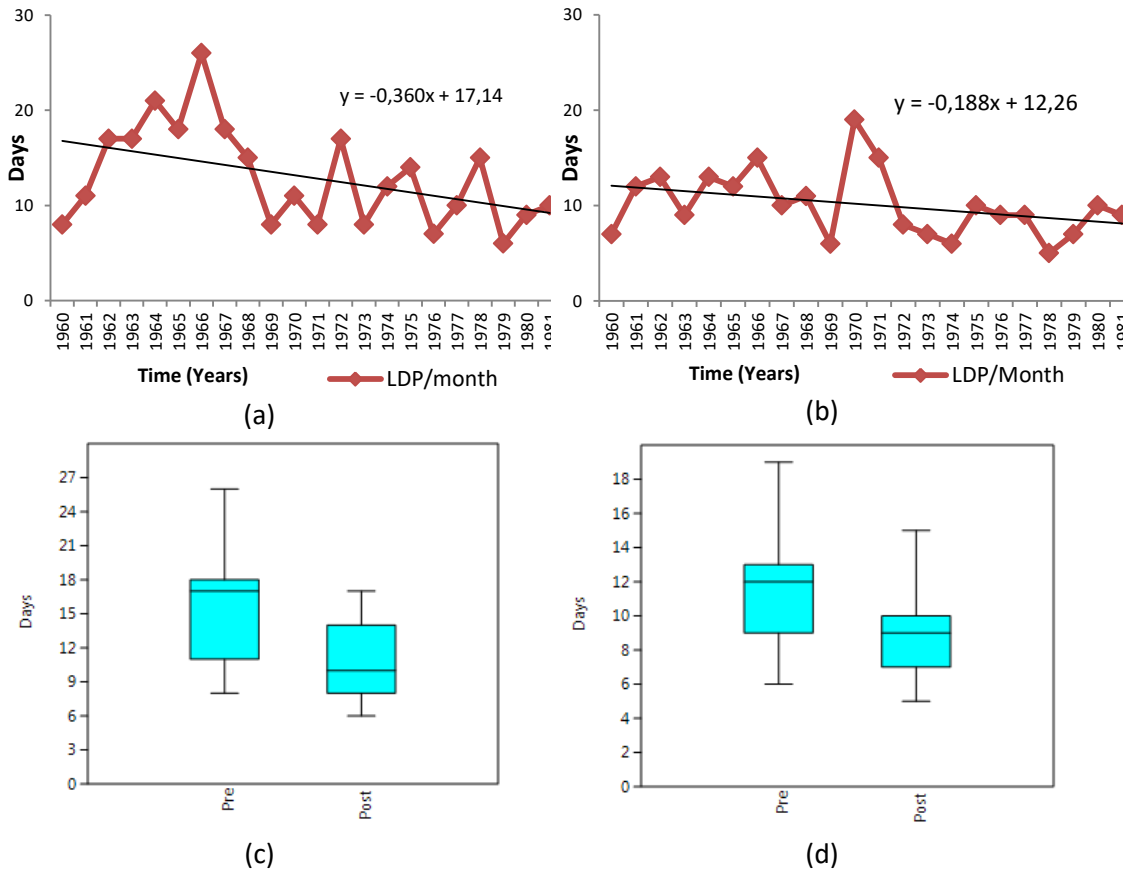 30
20
10
0
Days
y = -0,360x + 17,14
1960 1961 1962 1963 1964 1965 1966 1967 1968 1969 1970 1971 1972 1973 1974 1975 1976 1977 1978 1979 1980 1981
Time (Years)
LDP/month
(a)
30
20
10
0
Days
y = -0,188x + 12,26
1960 1961 1962 1963 1964 1965 1966 1967 1968 1969 1970 1971 1972 1973 1974 1975 1976 1977 1978 1979 1980 1981
Time (Years)
LDP/Month
(b)
27
24
21
18
15
12
9
6
3
0
Days
Pre
Post
(c)
18
16
14
12
10
8
6
4
2
0
Days
Pre
Post
(d)